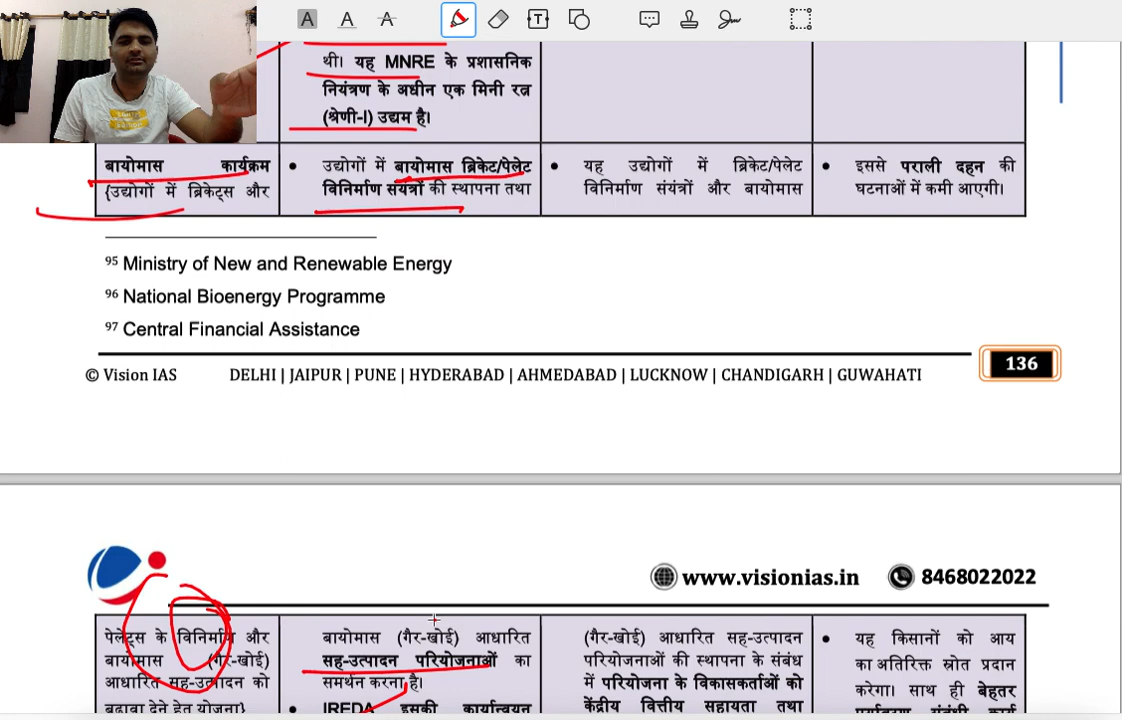 A A A T
थी। यह MNRE के प्रशासनिक
नियंत्रण के अधीन एक मिनी रत्न
(श्रेणी-I) उद्यम है।
बायोमास कार्यक्रम
{उद्योगों में ब्रिकेट्स और
• उद्योगों में बायोमास ब्रिकेट/पेलेट
विनिर्माण संयंत्रों की स्थापना तथा
• यह उद्योगों में ब्रिकेट/पेलेट
विनिर्माण संयंत्रों और बायोमास
• इससे पराली दहन की
घटनाओं में कमी आएगी।
95 Ministry of New and Renewable Energy
96 National Bioenergy Programme
97 Central Financial Assistance
© Vision IAS DELHI | JAIPUR | PUNE | HYDERABAD | AHMEDABAD | LUCKNOW | CHANDIGARH | GUWAHATI 136
www.visionias.in 8468022022
पेलेट्स के विनिर्माण और
बायोमास (गैर-खोई)
आधारित सह-उत्पादन को
बढ़ावा देने हेतु योजना}
बायोमास (गैर-खोई) आधारित
सह-उत्पादन परियोजनाओं का
समर्थन करना है।
• IREDA इसकी कार्यान्वयन
(गैर-खोई) आधारित सह-उत्पादन
परियोजनाओं की स्थापना के संबंध
में परियोजना के विकासकर्ताओं को
केंद्रीय वित्तीय सहायता तथा
• यह किसानों को आय
का अतिरिक्त स्रोत प्रदान
करेगा। साथ ही बेहतर
पर्यावरण संबंधी कार्य